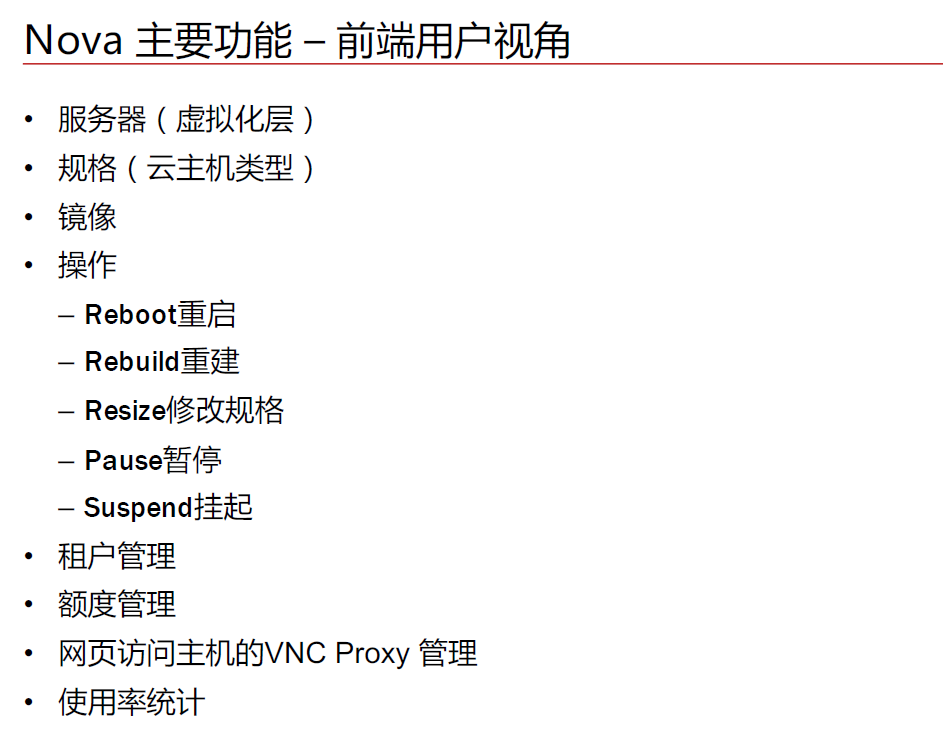 Nova 主要功能 – 前端用户视角
• 服务器（虚拟化层）
• 规格（云主机类型）
• 镜像
• 操作
– Reboot重启
– Rebuild重建
– Resize修改规格
– Pause暂停
– Suspend挂起
• 租户管理
• 额度管理
• 网页访问主机的VNC Proxy 管理
• 使用率统计